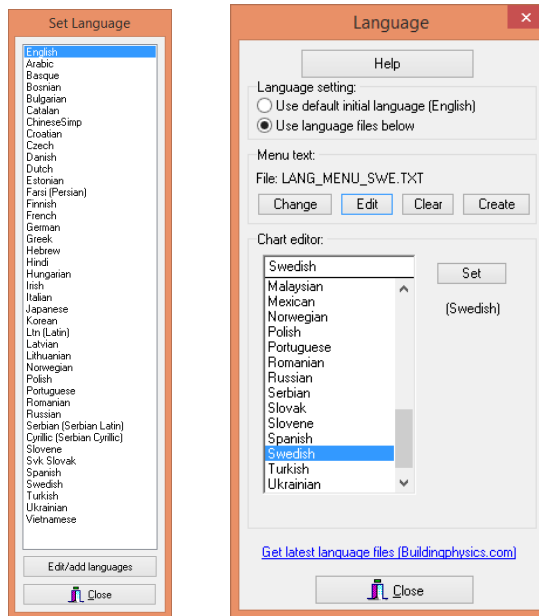 Set Language
English
Arabic
Basque
Bosnian
Bulgarian
Catalan
ChineseSimp
Croatian
Czech
Danish
Dutch
Estonian
Farsi (Persian)
Finnish
French
German
Greek
Hebrew
Hindi
Hungarian
Irish
Italian
Japanese
Korean
Ltn (Latin)
Latvian
Lithuanian
Norwegian
Polish
Portuguese
Romanian
Russian
Serbian (Serbian Latin)
Cyrillic (Serbian Cyrillic)
Slovene
Svk Slovak
Spanish
Swedish
Turkish
Ukrainian
Vietnamese
Edit/add languages
Close
Language
Help
Language setting:
Use default initial language (English)
Use language files below
Menu text:
File: LANG_MENU_SWE.TXT
Change Edit Clear Create
Chart editor:
Swedish
Set
(Swedish)
Malaysian
Mexican
Norwegian
Polish
Portuguese
Romanian
Russian
Serbian
Slovak
Slovene
Spanish
Swedish
Turkish
Ukrainian
Get latest language files (Buildingphysics.com)
Close